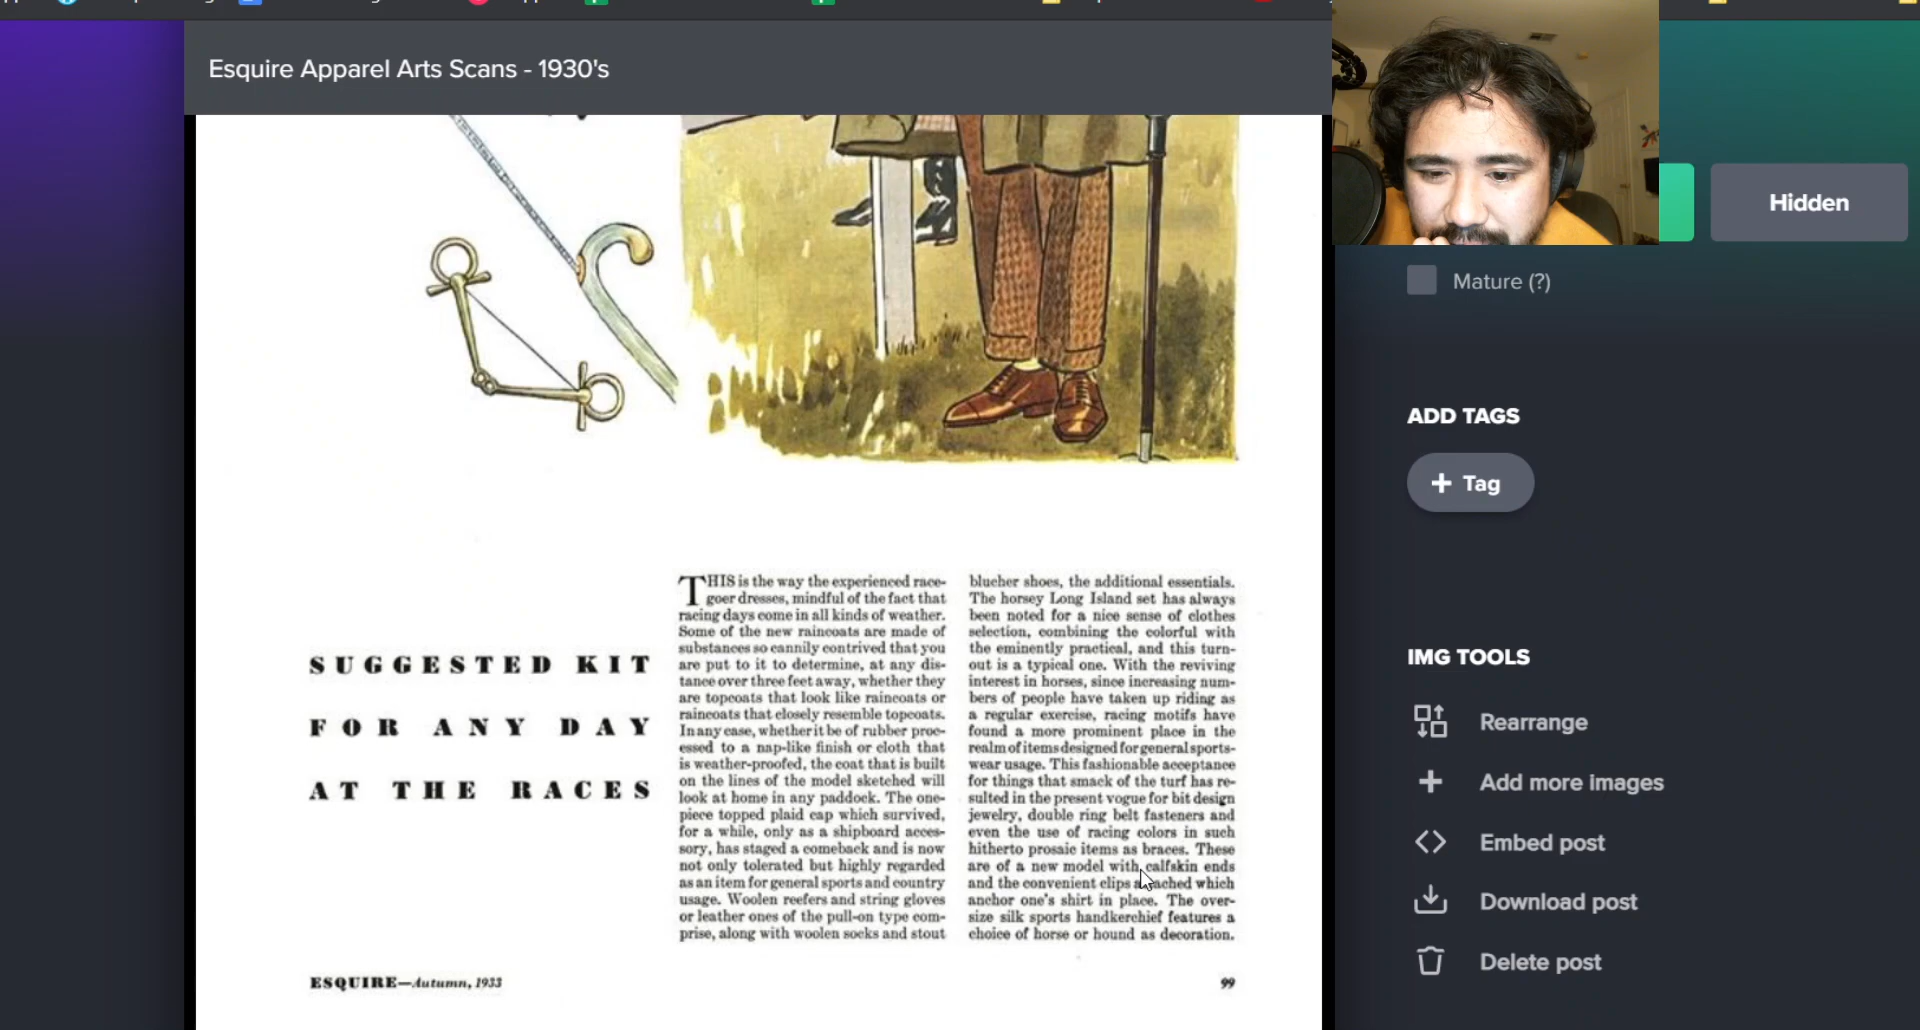 Esquire Apparel Arts Scans - 1930's
Hidden
Mature (?)
ADD TAGS
+ Tag
IMG TOOLS
Rearrange
Add more images
Embed post
Download post
Delete post
SUGGESTED KIT
FOR ANY DAY
AT THE RACES
THIS is the way the experienced race-
goer dresses, mindful of the fact that
racing days come in all kinds of weather.
Some of the new raincoats are made of
substances so cannily contrived that you
are put to it to determine, at any dis-
tance over three feet away, whether they
are topcoats that look like raincoats or
raincoats that closely resemble topcoats.
In any case, whether it be of rubber proc-
essed to a nap-like finish or cloth that
is weather-proofed, the coat that is built
on the lines of the model sketched will
look at home in any paddock. The one-
piece topped plaid cap which survived,
for a while, only as a shipboard acces-
sory, has staged a comeback and is now
not only tolerated but highly regarded
as an item for general sports and country
usage. Woolen reefers and string gloves
or leather ones of the pull-on type com-
prise, along with woolen socks and stout
blucher shoes, the additional essentials.
The horsey Long Island set has always
been noted for a nice sense of clothes
selection, combining the colorful with
the eminently practical, and this turn-
out is a typical one. With the reviving
interest in horses, since increasing num-
bers of people have taken up riding as
a regular exercise, racing motifs have
found a more prominent place in the
realm of items designed for general sports-
wear usage. This fashionable acceptance
for things that smack of the turf has re-
sulted in the present vogue for bit design
jewelry, double ring belt fasteners and
even the use of racing colors in such
hitherto prosaic items as braces. These
are of a new model with calfskin ends
and the convenient clips which
anchor one's shirt in place. The over-
size silk sports handkerchief features a
choice of horse or hound as decoration.
ESQUIRE—Autumn, 1933
99